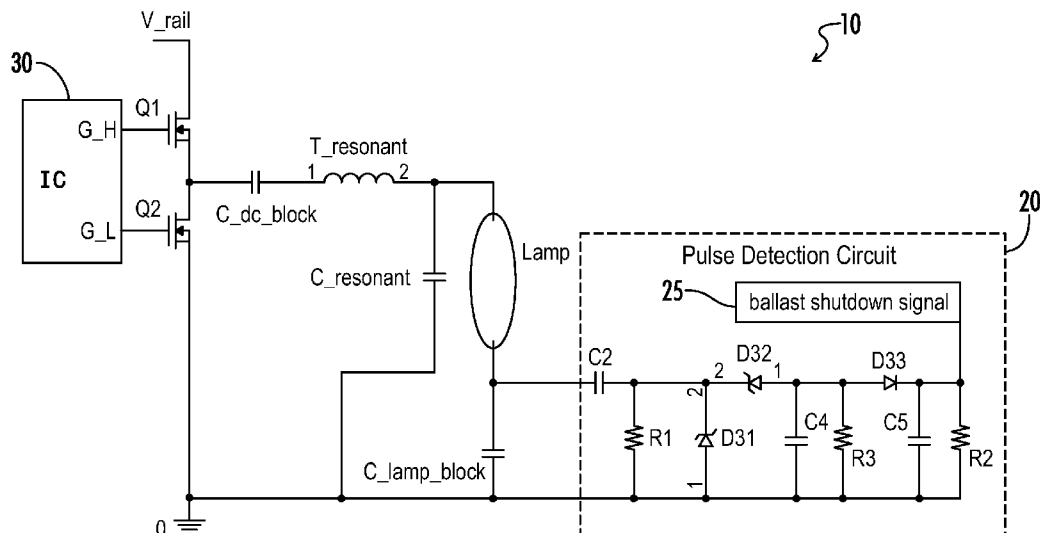 V_rail
10
30
Q1
G_H
T_resonant
IC
1
2
Q2
20
G_L
C_dc_block
Lamp
Pulse Detection Circuit
C_resonant
25
ballast shutdown signal
C2
D32
D33
2
1
2
R1
D31
C4
R3
C5
R2
C_lamp_block
1
0